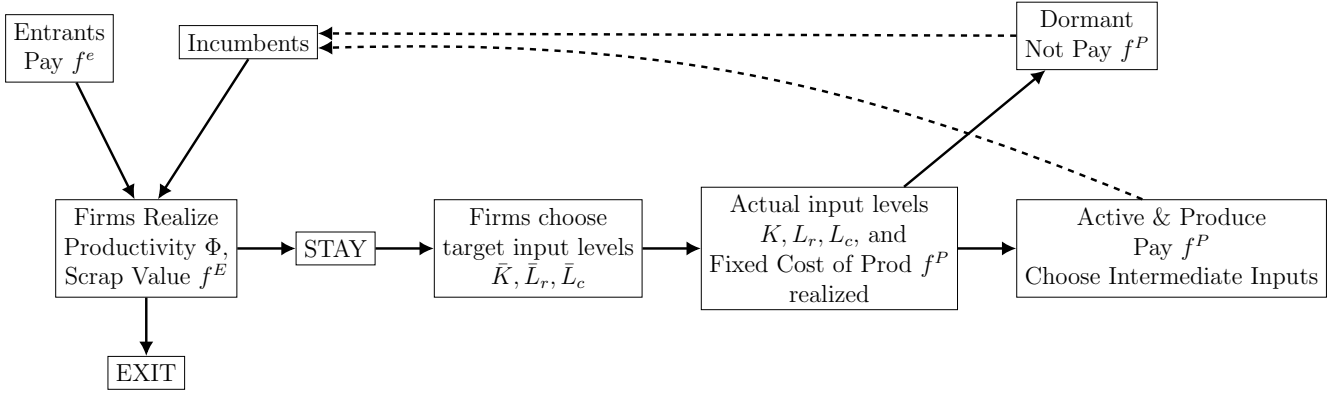 Entrants
Pay f^e
Incumbents
Dormant
Not Pay f^P
Firms Realize
Productivity Φ,
Scrap Value f^E
STAY
Firms choose
target input levels
K̄, L̄_r, L̄_c
Actual input levels
K, L_r, L_c, and
Fixed Cost of Prod f^P
realized
Active & Produce
Pay f^P
Choose Intermediate Inputs
EXIT